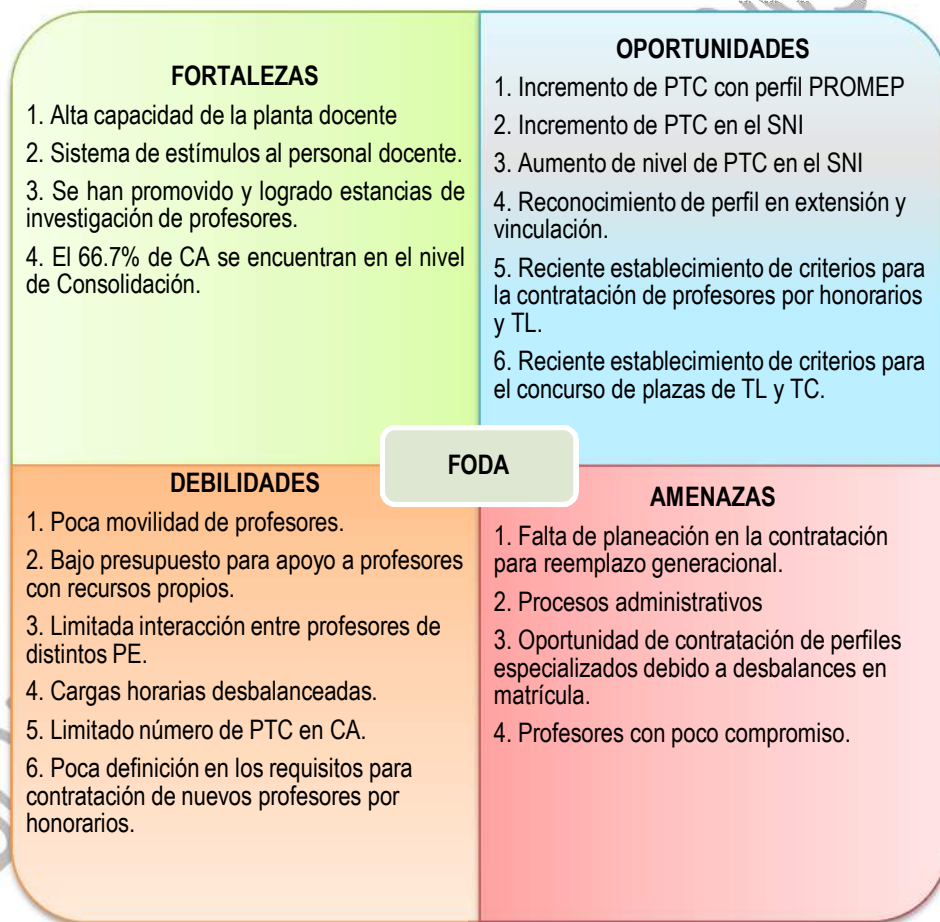 FORTALEZAS
1. Alta capacidad de la planta docente
2. Sistema de estímulos al personal docente.
3. Se han promovido y logrado estancias de
investigación de profesores.
4. El 66.7% de CA se encuentran en el nivel
de Consolidación.
OPORTUNIDADES
1. Incremento de PTC con perfil PROMEP
2. Incremento de PTC en el SNI
3. Aumento de nivel de PTC en el SNI
4. Reconocimiento de perfil en extensión y
vinculación.
5. Reciente establecimiento de criterios para
la contratación de profesores por honorarios
y TL.
6. Reciente establecimiento de criterios para
el concurso de plazas de TL y TC.
FODA
DEBILIDADES
1. Poca movilidad de profesores.
2. Bajo presupuesto para apoyo a profesores
con recursos propios.
3. Limitada interacción entre profesores de
distintos PE.
4. Cargas horarias desbalanceadas.
5. Limitado número de PTC en CA.
6. Poca definición en los requisitos para
contratación de nuevos profesores por
honorarios.
AMENAZAS
1. Falta de planeación en la contratación
para reemplazo generacional.
2. Procesos administrativos
3. Oportunidad de contratación de perfiles
especializados debido a desbalances en
matrícula.
4. Profesores con poco compromiso.